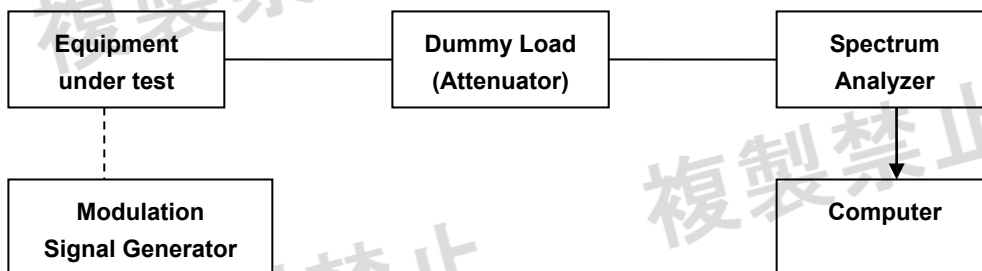 複製禁
Equipment
under test
Dummy Load
(Attenuator)
Spectrum
Analyzer
複製禁止
Modulation
Signal Generator
Computer
禁止